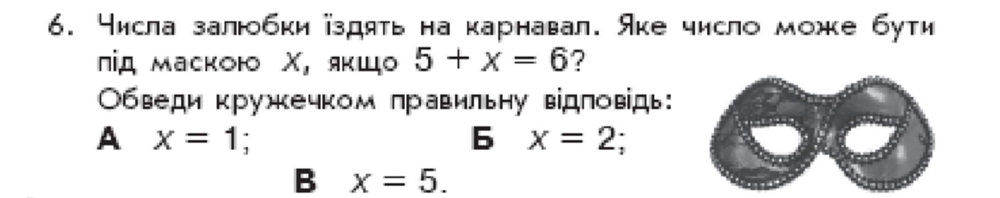 6. Числа залюбки їздять на карнавал. Яке число може бути
під маскою x, якщо 5 + x = 6?
Обведи кружечком правильну відповідь:
А x = 1; Б x = 2;
В x = 5.